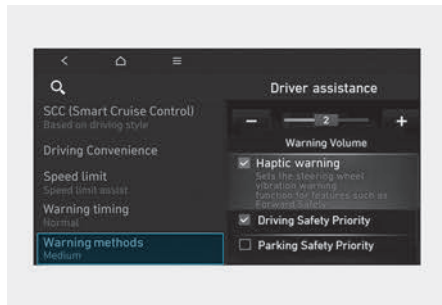 Driver assistance
SCC (Smart Cruise Control)
Based on driving style
Driving Convenience
Speed limit
Speed limit assist
Warning timing
Normal
Warning methods
Medium
2
Warning Volume
Haptic warning
Sets the steering wheel
vibration warning
function for features such as
Forward Safety
Driving Safety Priority
Parking Safety Priority